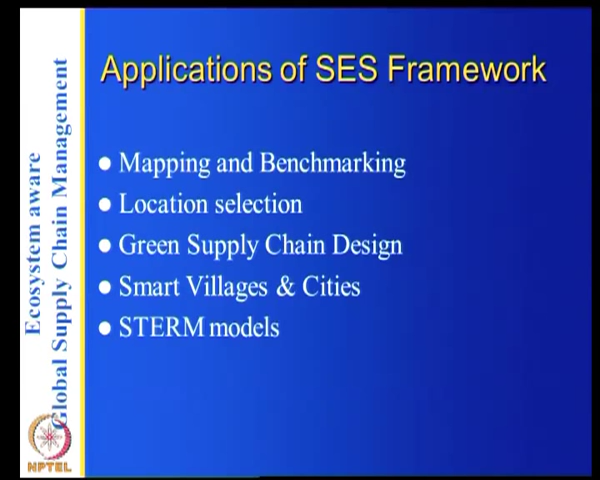 Applications of SES Framework
Mapping and Benchmarking
Location selection
Green Supply Chain Design
Smart Villages & Cities
STERM models
Ecosystem aware
Global Supply Chain Management
NPTEL